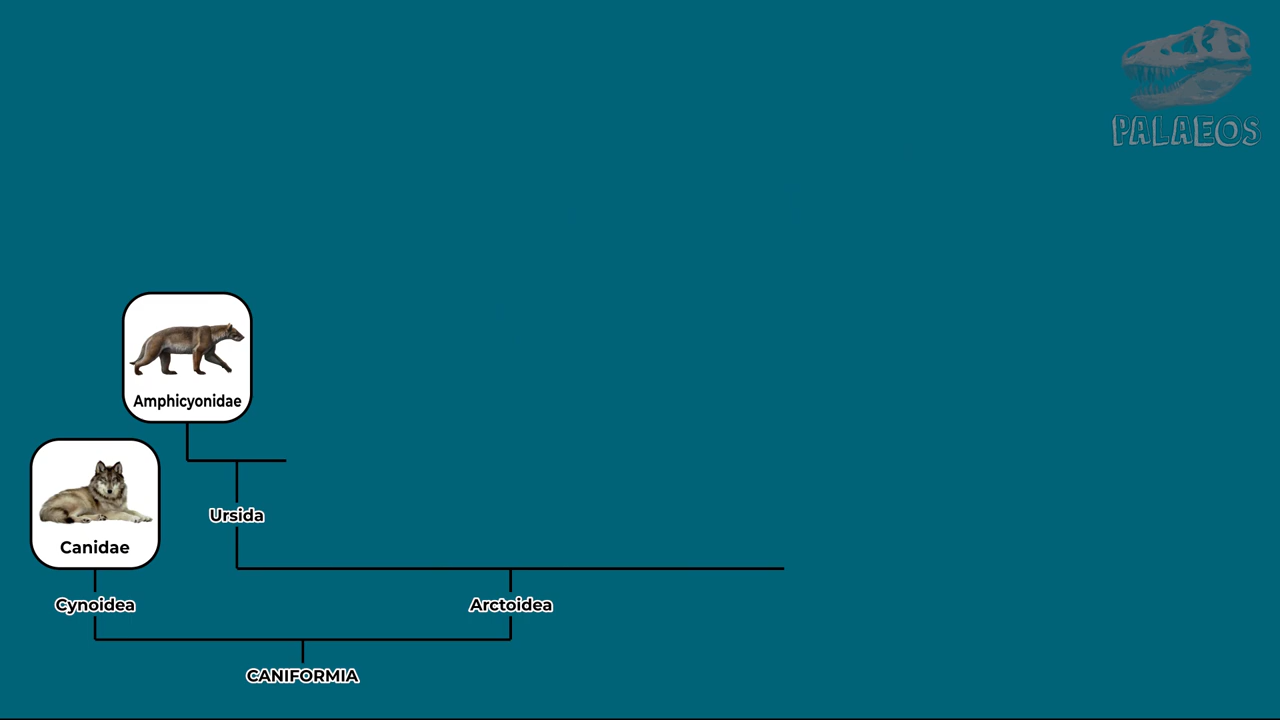 PALAEOS
Amphicyonidae
Canidae
Ursida
Cynoidea
Arctoidea
CANIFORMIA